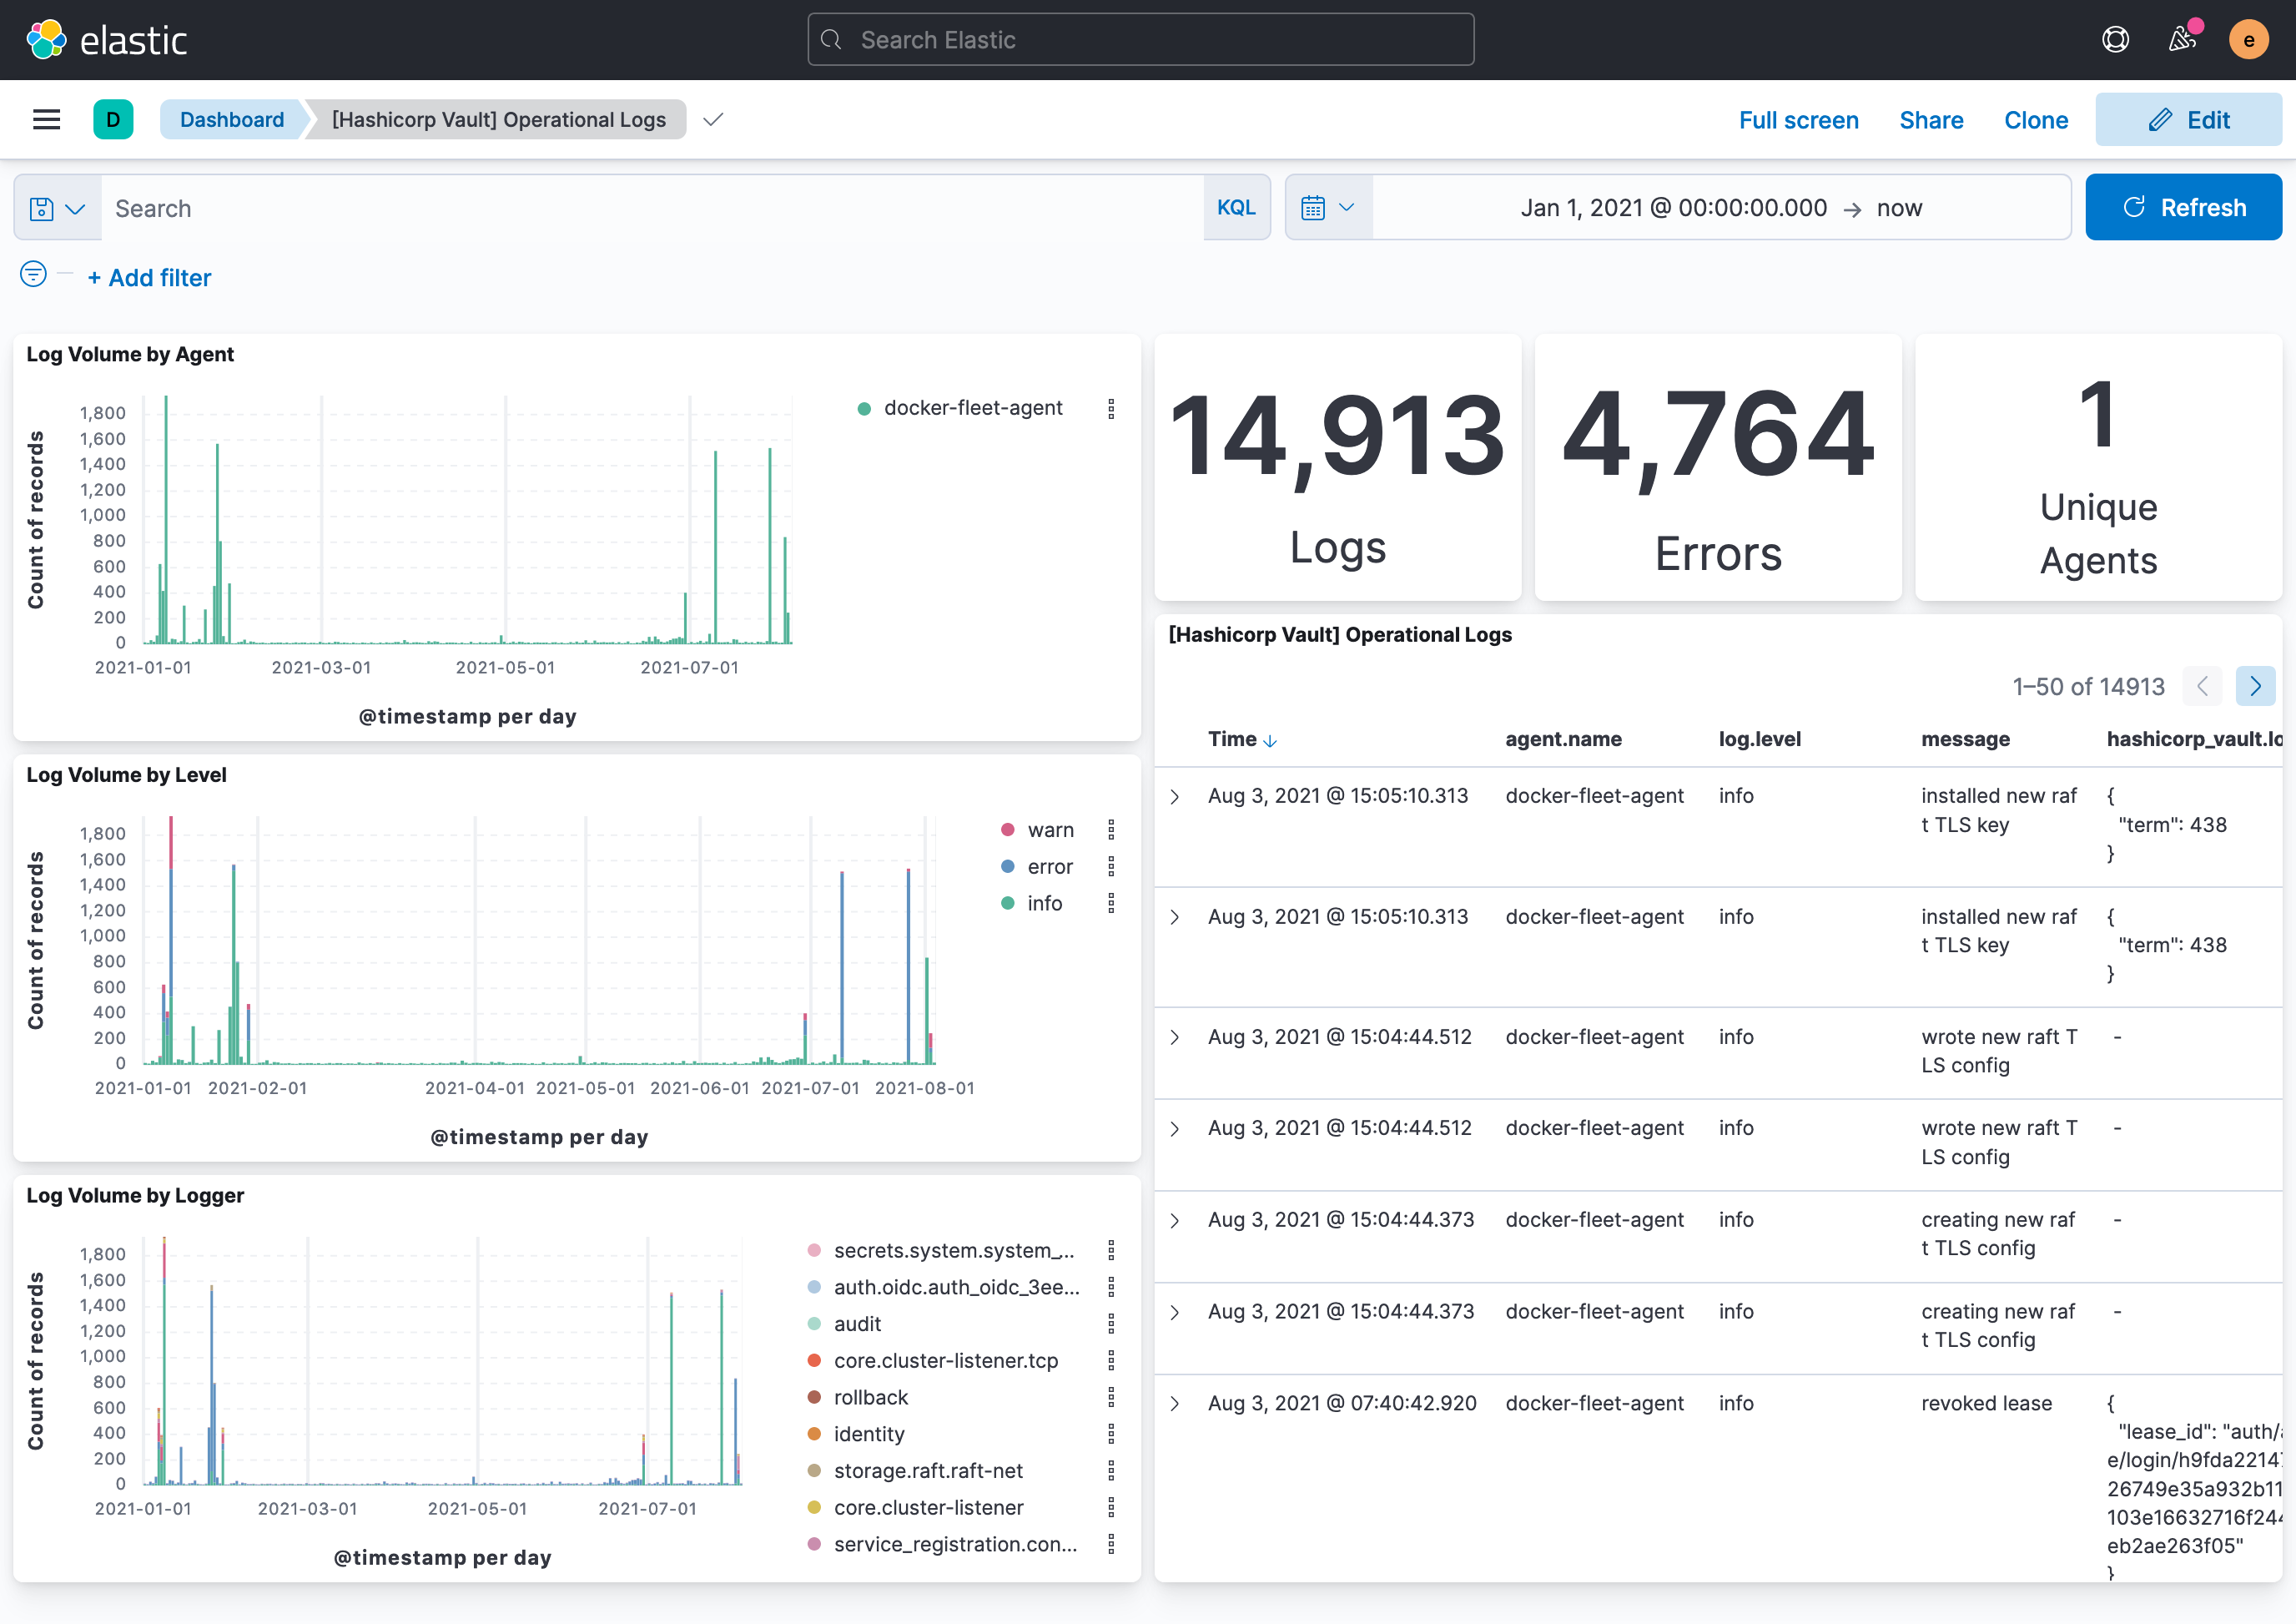 elastic
Search Elastic
e
D
Dashboard
[Hashicorp Vault] Operational Logs
Full screen
Share
Clone
Edit
Search
KQL
Jan 1, 2021 @ 00:00:00.000 → now
Refresh
+ Add filter
Log Volume by Agent
Count of records
1,800
1,600
1,400
1,200
1,000
800
600
400
200
0
2021-01-01 2021-03-01 2021-05-01 2021-07-01
@timestamp per day
docker-fleet-agent
14,913
Logs
4,764
Errors
1
Unique
Agents
Log Volume by Level
Count of records
1,800
1,600
1,400
1,200
1,000
800
600
400
200
0
2021-01-01 2021-02-01 2021-04-01 2021-05-01 2021-06-01 2021-07-01 2021-08-01
@timestamp per day
warn
error
info
Log Volume by Logger
Count of records
1,800
1,600
1,400
1,200
1,000
800
600
400
200
0
2021-01-01 2021-03-01 2021-05-01 2021-07-01
@timestamp per day
secrets.system.system_...
auth.oidc.auth_oidc_3ee...
audit
core.cluster-listener.tcp
rollback
identity
storage.raft.raft-net
core.cluster-listener
service_registration.con...
[Hashicorp Vault] Operational Logs
1–50 of 14913
Time agent.name log.level message hashicorp_vault.lo
Aug 3, 2021 @ 15:05:10.313 docker-fleet-agent info installed new raf {
t TLS key "term": 438
}
Aug 3, 2021 @ 15:05:10.313 docker-fleet-agent info installed new raf {
t TLS key "term": 438
}
Aug 3, 2021 @ 15:04:44.512 docker-fleet-agent info wrote new raft T -
LS config
Aug 3, 2021 @ 15:04:44.512 docker-fleet-agent info wrote new raft T -
LS config
Aug 3, 2021 @ 15:04:44.373 docker-fleet-agent info creating new raf -
t TLS config
Aug 3, 2021 @ 15:04:44.373 docker-fleet-agent info creating new raf -
t TLS config
Aug 3, 2021 @ 07:40:42.920 docker-fleet-agent info revoked lease {
"lease_id": "auth/
e/login/h9fda2214
26749e35a932b11
103e16632716f244
eb2ae263f05"
}